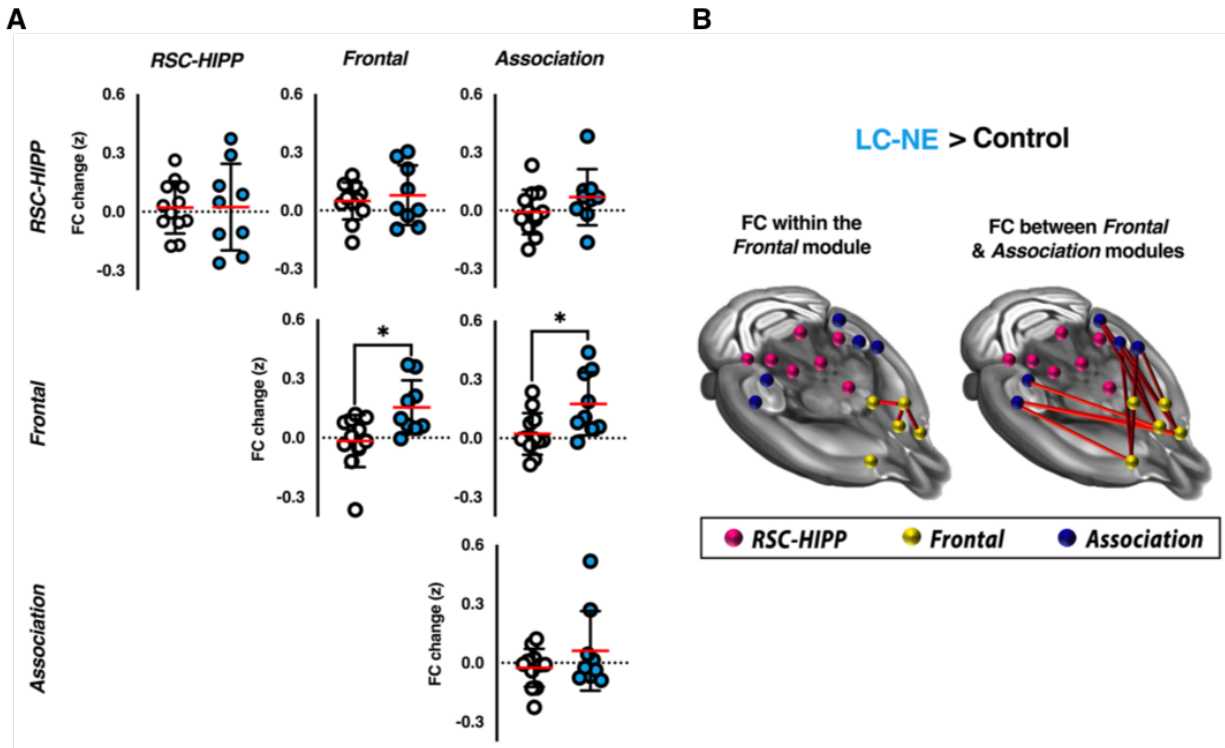 A
B
RSC-HIPP
Frontal
Association
RSC-HIPP
FC change (z)
0.6
0.3
0.0
-0.3
0.6
0.3
0.0
-0.3
0.6
0.3
0.0
-0.3
Frontal
FC change (z)
0.6
0.3
0.0
-0.3
*
0.6
0.3
0.0
-0.3
*
Association
FC change (z)
0.6
0.3
0.0
-0.3
LC-NE > Control
FC within the
Frontal module
FC between Frontal
& Association modules
RSC-HIPP Frontal Association